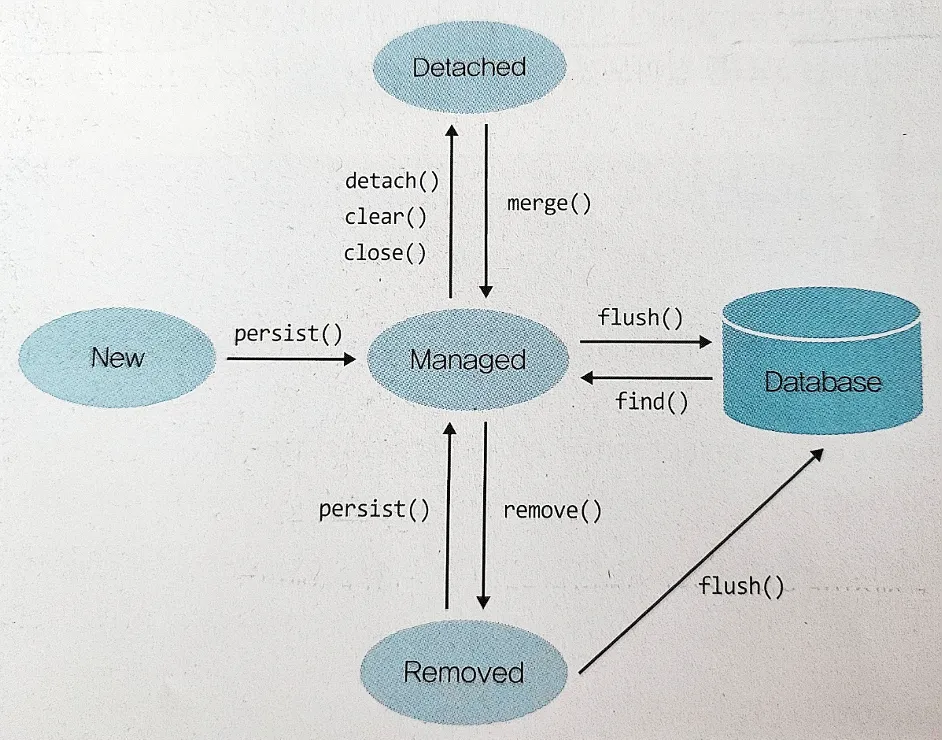 Detached
detach()
clear()
close()
merge()
New
persist()
Managed
flush()
find()
Database
persist()
remove()
flush()
Removed